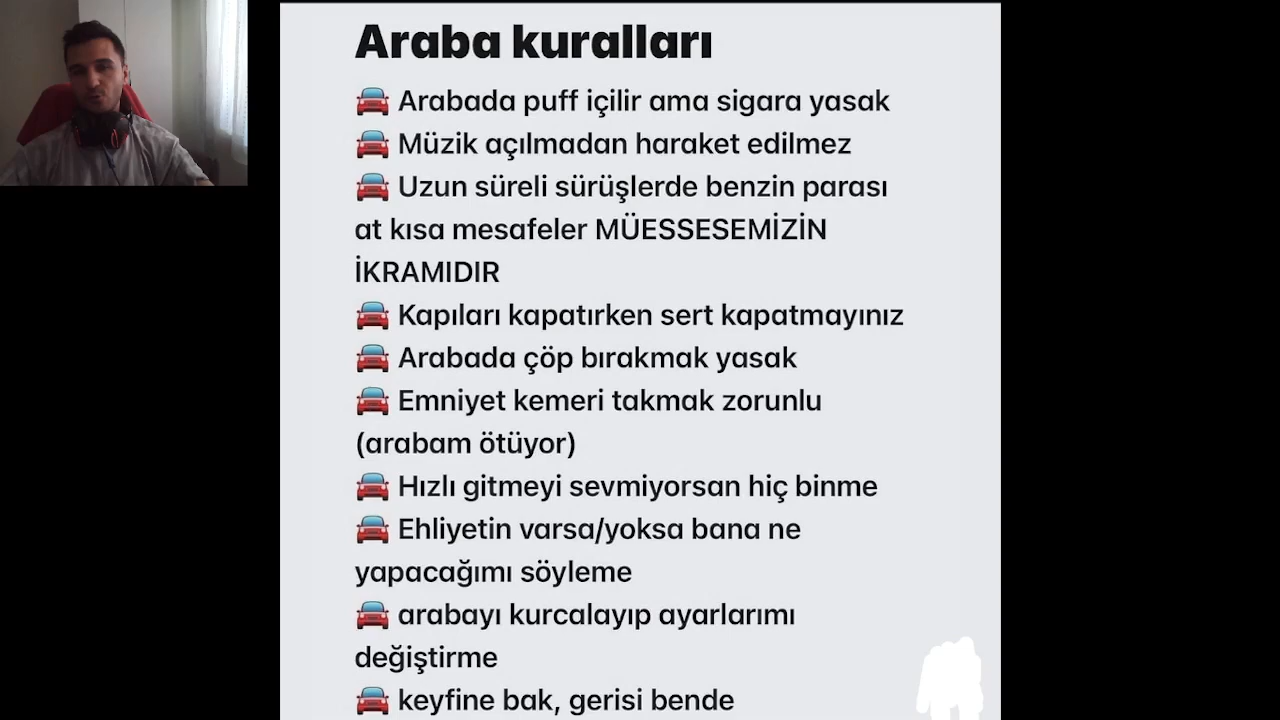 Araba kuralları
🚘 Arabada puff içilir ama sigara yasak
🚘 Müzik açılmadan haraket edilmez
🚘 Uzun süreli sürüşlerde benzin parası
at kısa mesafeler MÜESSESEMİZİN
İKRAMIDIR
🚘 Kapıları kapatırken sert kapatmayınız
🚘 Arabada çöp bırakmak yasak
🚘 Emniyet kemeri takmak zorunlu
(arabam ötüyor)
🚘 Hızlı gitmeyi sevmiyorsan hiç binme
🚘 Ehliyetin varsa/yoksa bana ne
yapacağımı söyleme
🚘 arabayı kurcalayıp ayarlarımı
değiştirme
🚘 keyfine bak, gerisi bende